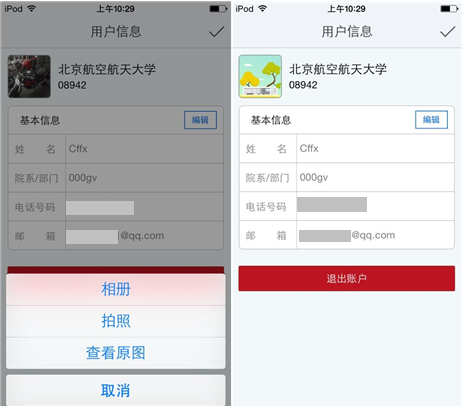 iPod 上午10:29
用户信息
北京航空航天大学
08942
基本信息 编辑
姓 名 Cffx
院系/部门 000gv
电话号码
邮 箱 @qq.com
相册
拍照
查看原图
取消
iPod 上午10:29
用户信息
北京航空航天大学
08942
基本信息 编辑
姓 名 Cffx
院系/部门 000gv
电话号码
邮 箱 @qq.com
退出账户